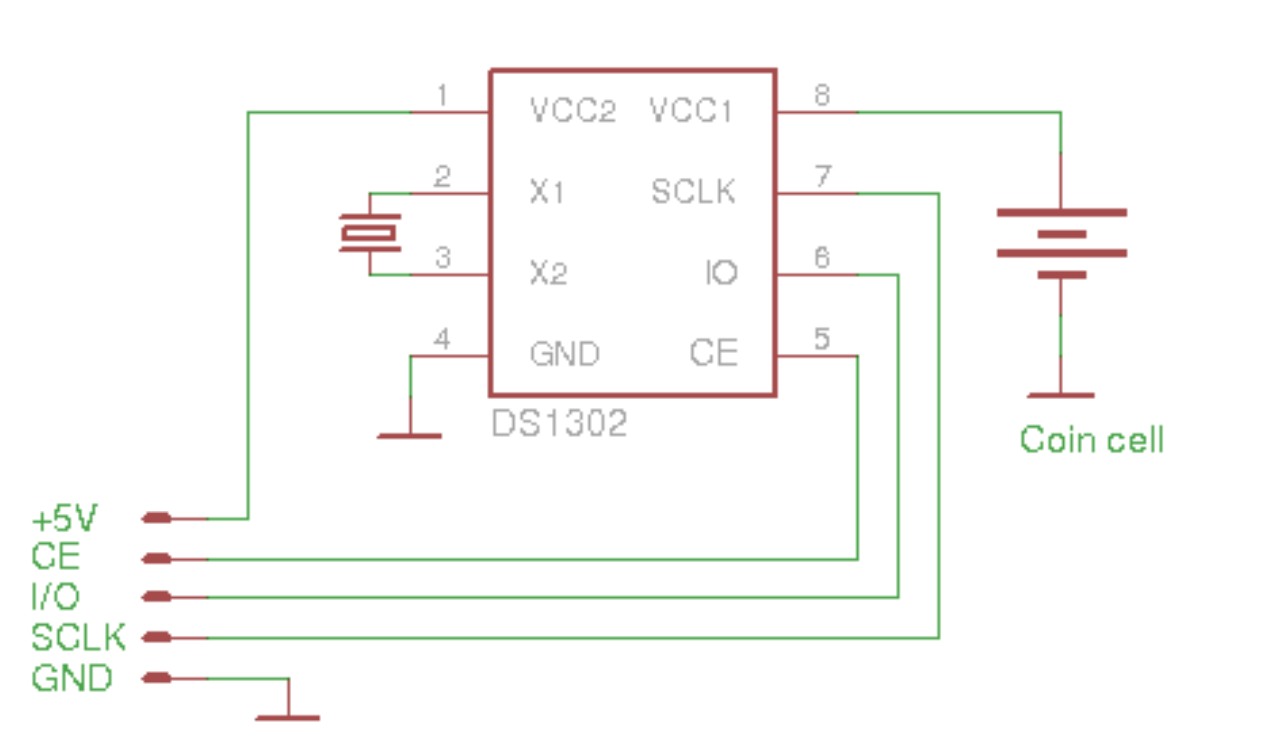 1 VCC2 VCC1 8
2 X1 SCLK 7
3 X2 IO 6
4 GND CE 5
DS1302
Coin cell
+5V
CE
I/O
SCLK
GND